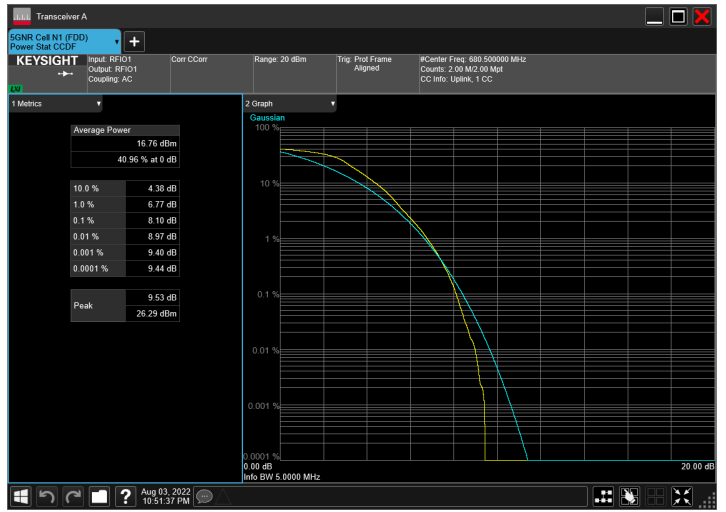 Transceiver A
5GNR Cell N1 (FDD)
Power Stat CCDF
KEYSIGHT
LXI
Input: RFIO1
Output: RFIO1
Coupling: AC
Corr CCorr
Range: 20 dBm
Trig: Prot Frame
Aligned
#Center Freq: 680.500000 MHz
Counts: 2.00 M/2.00 Mpt
CC Info: Uplink, 1 CC
1 Metrics
Average Power
16.76 dBm
40.96 % at 0 dB
10.0 % 4.38 dB
1.0 % 6.77 dB
0.1 % 8.10 dB
0.01 % 8.97 dB
0.001 % 9.40 dB
0.0001 % 9.44 dB
Peak
9.53 dB
26.29 dBm
2 Graph
Gaussian
100 %
10 %
1 %
0.1 %
0.01 %
0.001 %
0.0001 %
0.00 dB
20.00 dB
Info BW 5.0000 MHz
?
Aug 03, 2022
10:51:37 PM